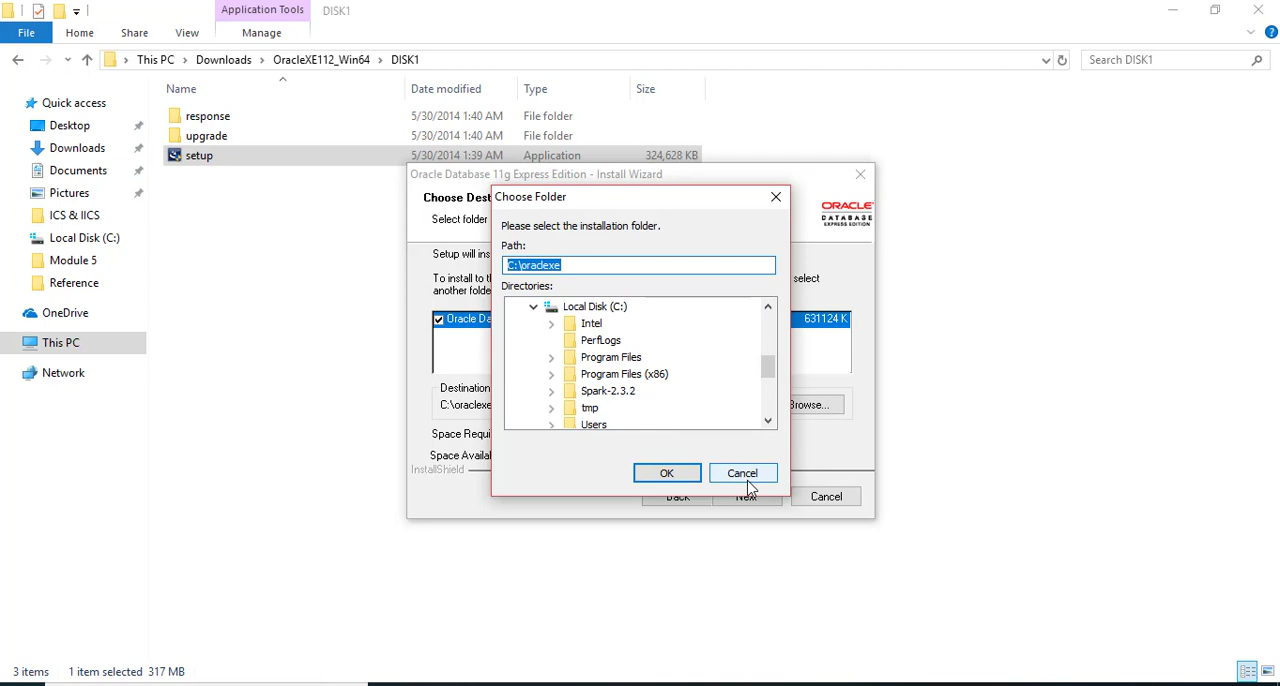 Application Tools DISK1
File Home Share View Manage
This PC Downloads OracleXE112_Win64 DISK1 Search DISK1
Name Date modified Type Size
Quick access
Desktop
Downloads
Documents
Pictures
ICS & IICS
Local Disk (C:)
Module 5
Reference
OneDrive
This PC
Network
response 5/30/2014 1:40 AM File folder
upgrade 5/30/2014 1:40 AM File folder
setup 5/30/2014 1:39 AM Application 324,628 KB
Oracle Database 11g Express Edition - Install Wizard
Choose Dest
Select folder
ORACLE
DATABASE
EXPRESS EDITION
Setup will ins
To install to th
another folde
select
Oracle Da 631124 K
Destination
C:\oraclexe
Browse...
Space Requi
Space Availa
InstallShield
Back Next Cancel
Choose Folder
Please select the installation folder.
Path:
C:\oraclexe
Directories:
Local Disk (C:)
Intel
PerfLogs
Program Files
Program Files (x86)
Spark-2.3.2
tmp
Users
OK Cancel
3 items 1 item selected 317 MB